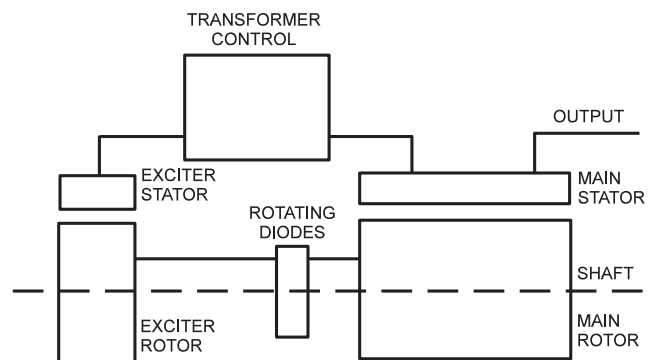 TRANSFORMER
CONTROL
OUTPUT
EXCITER
STATOR
MAIN
STATOR
ROTATING
DIODES
SHAFT
EXCITER
ROTOR
MAIN
ROTOR